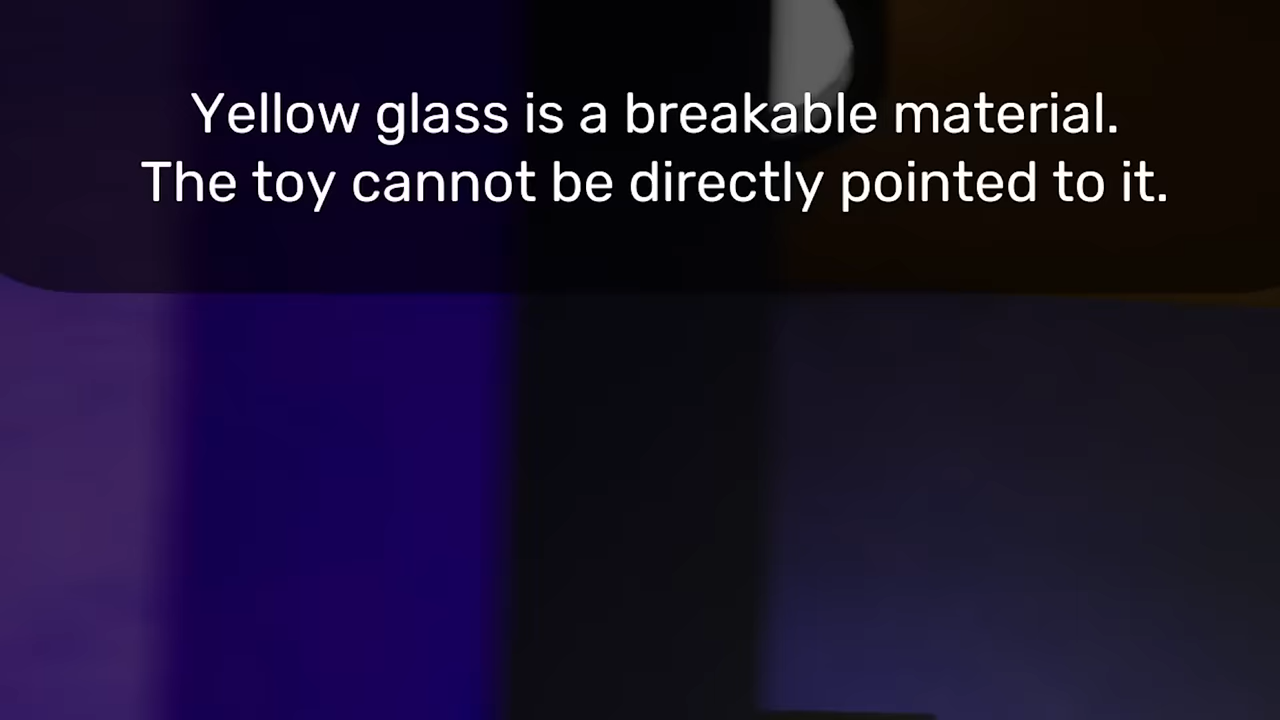 Yellow glass is a breakable material.
The toy cannot be directly pointed to it.